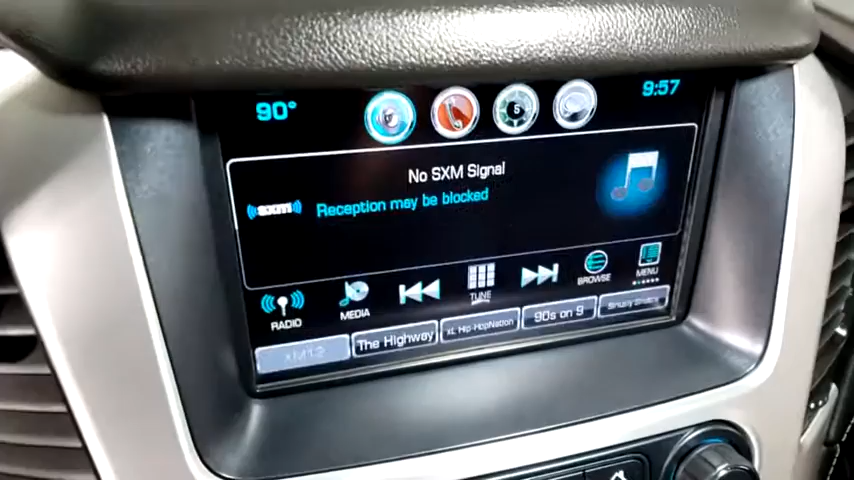 90° S 9:57
No SXM Signal
sxm Reception may be blocked
RADIO MEDIA TUNE BROWSE MENU
XM12 The Highway XL Hip-HopNation 90s on 9